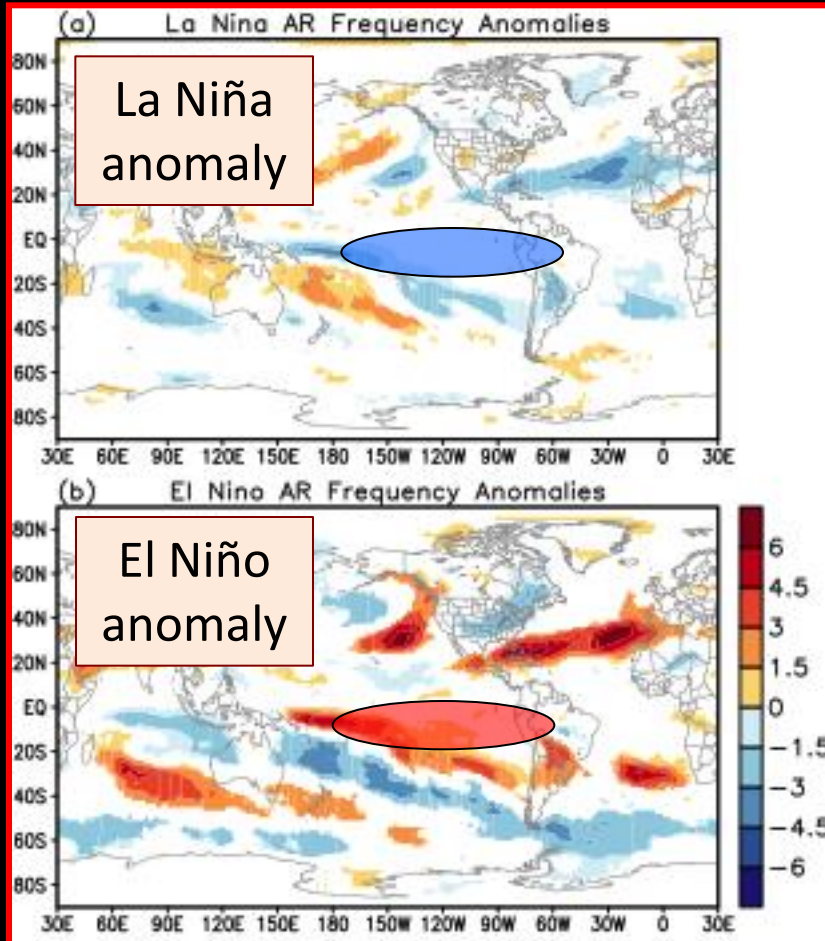 (a) La Nina AR Frequency Anomalies
La Niña
anomaly
80N
60N
40N
20N
EQ
20S
40S
60S
80S
30E 60E 90E 120E 150E 180 150W 120W 90W 60W 30W 0 30E
(b) El Nino AR Frequency Anomalies
El Niño
anomaly
80N
60N
40N
20N
EQ
20S
40S
60S
80S
30E 60E 90E 120E 150E 180 150W 120W 90W 60W 30W 0 30E
6
4.5
3
1.5
0
-1.5
-3
-4.5
-6